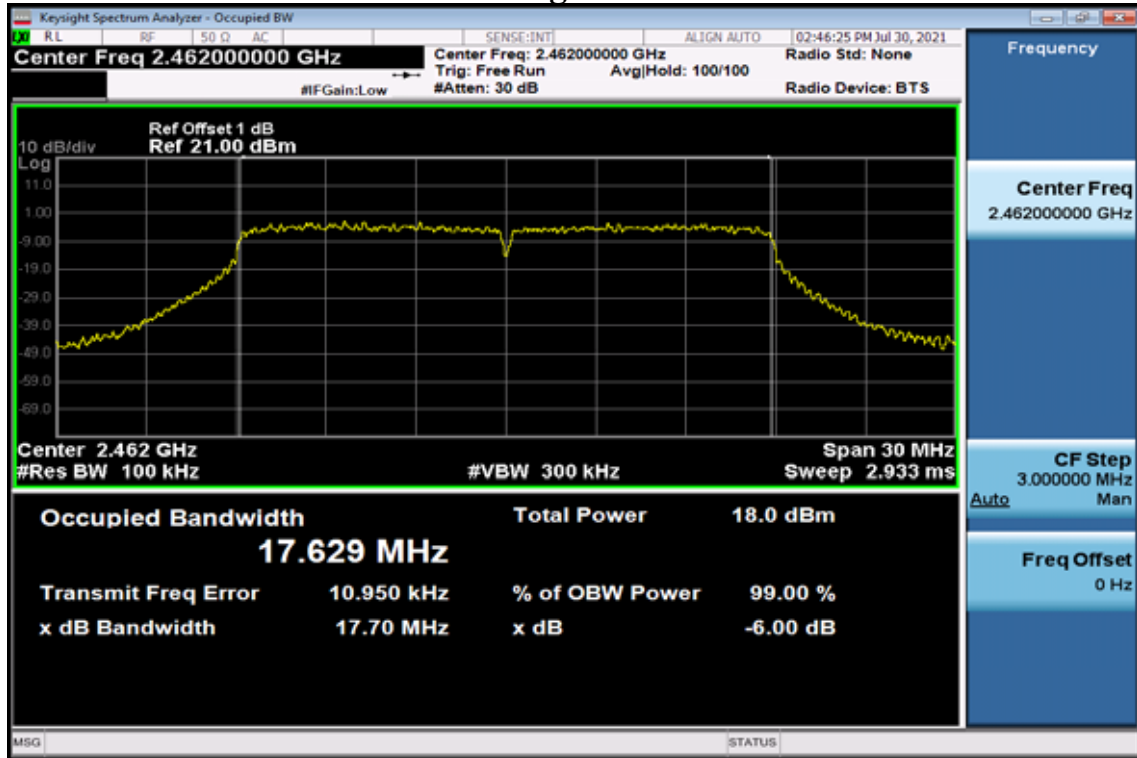 Keysight Spectrum Analyzer - Occupied BW
LXI RL RF 50 Ω AC SENSE:INT ALIGN AUTO 02:46:25 PM Jul 30, 2021
Center Freq 2.462000000 GHz
Center Freq: 2.462000000 GHz Radio Std: None
Trig: Free Run Avg|Hold: 100/100
#IFGain:Low #Atten: 30 dB Radio Device: BTS
Ref Offset 1 dB
10 dB/div Ref 21.00 dBm
Log
11.0
1.00
-9.00
-19.0
-29.0
-39.0
-49.0
-59.0
-69.0
Center 2.462 GHz Span 30 MHz
#Res BW 100 kHz #VBW 300 kHz Sweep 2.933 ms
Occupied Bandwidth Total Power 18.0 dBm
17.629 MHz
Transmit Freq Error 10.950 kHz % of OBW Power 99.00 %
x dB Bandwidth 17.70 MHz x dB -6.00 dB
MSG STATUS
Frequency
Center Freq
2.462000000 GHz
CF Step
3.000000 MHz
Auto Man
Freq Offset
0 Hz